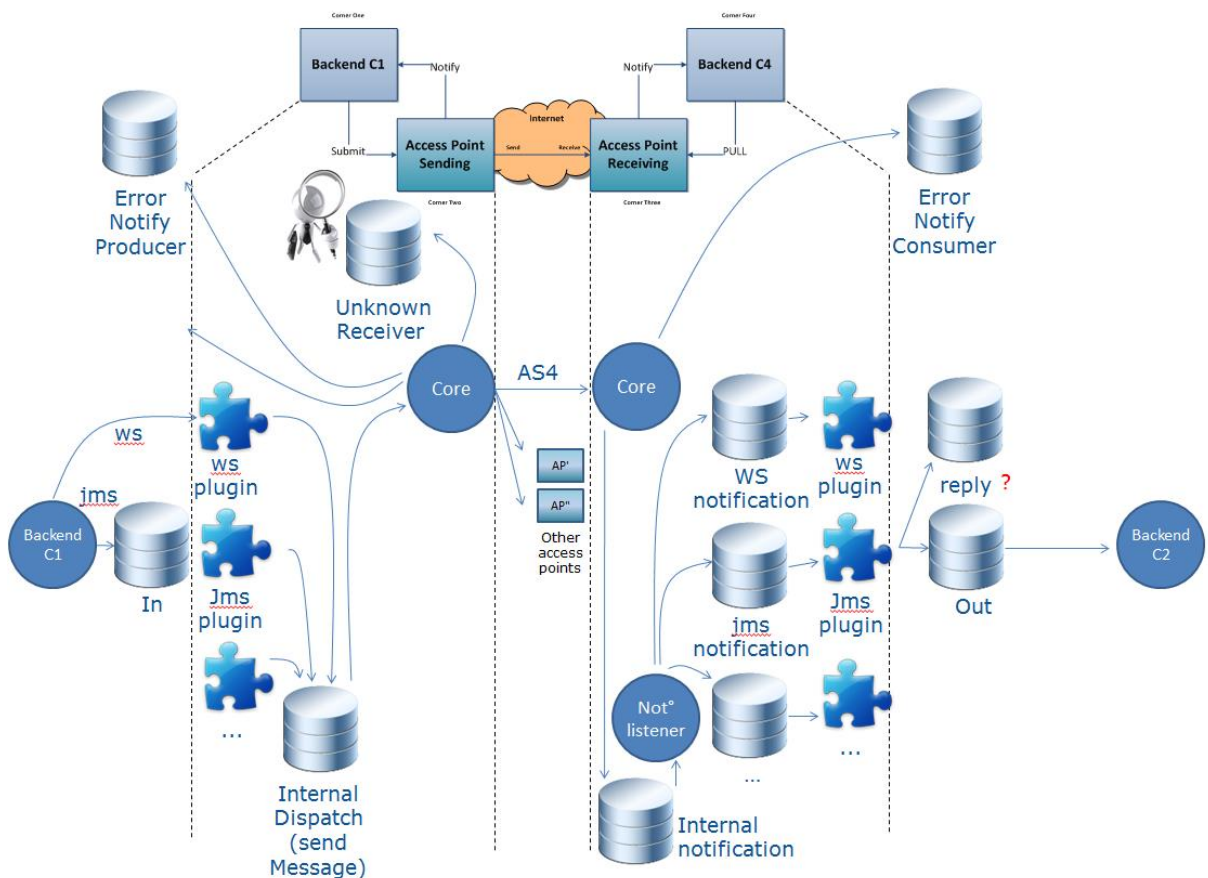 Corner One
Corner Four
Backend C1
Notify
Notify
Backend C4
Internet
Submit
Access Point
Sending
Send
Receive
Access Point
Receiving
PULL
Corner Two
Corner Three
Error
Notify
Producer
Error
Notify
Consumer
Unknown
Receiver
Core
AS4
Core
ws
ws
plugin
jms
Backend
C1
In
Jms
plugin
...
Internal
Dispatch
(send
Message)
AP'
AP"
Other
access
points
WS
notification
ws
plugin
reply ?
jms
notification
Jms
plugin
Out
Backend
C2
Not°
listener
...
...
Internal
notification